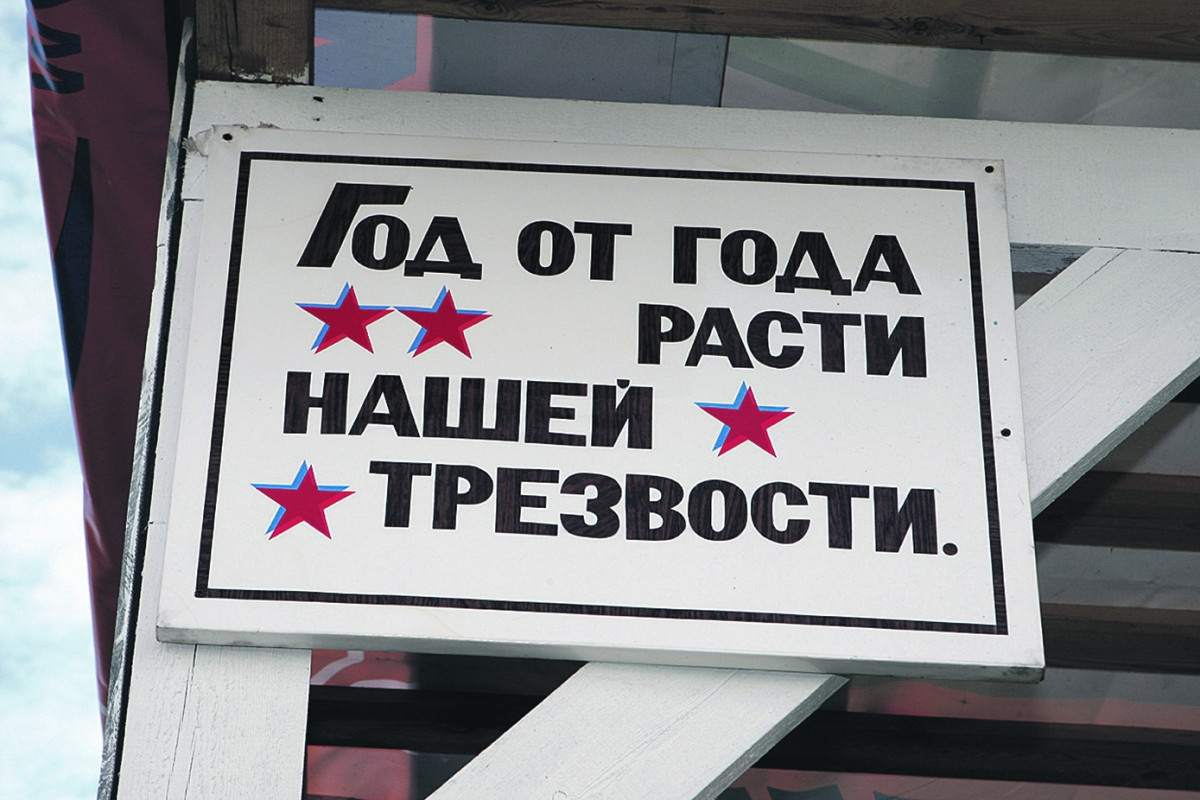 Год от года
расти
нашей
трезвости.